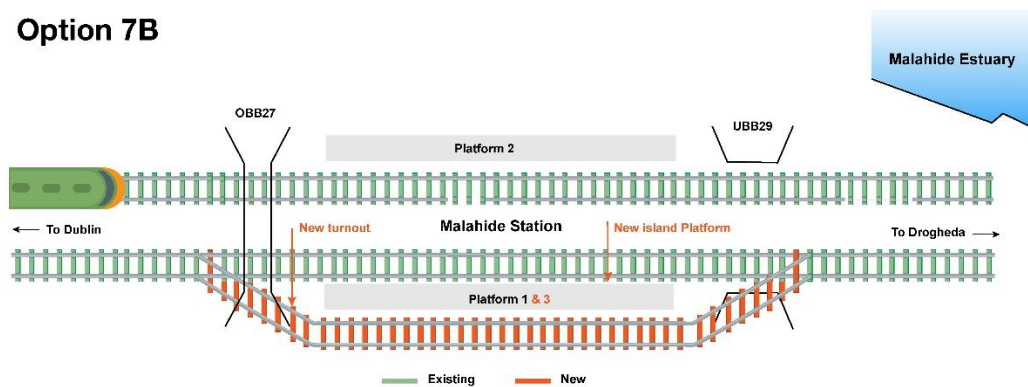 Option 7B
Malahide Estuary
OBB27
UBB29
Platform 2
To Dublin
New turnout
Malahide Station
New island Platform
To Drogheda
Platform 1 & 3
Existing
New